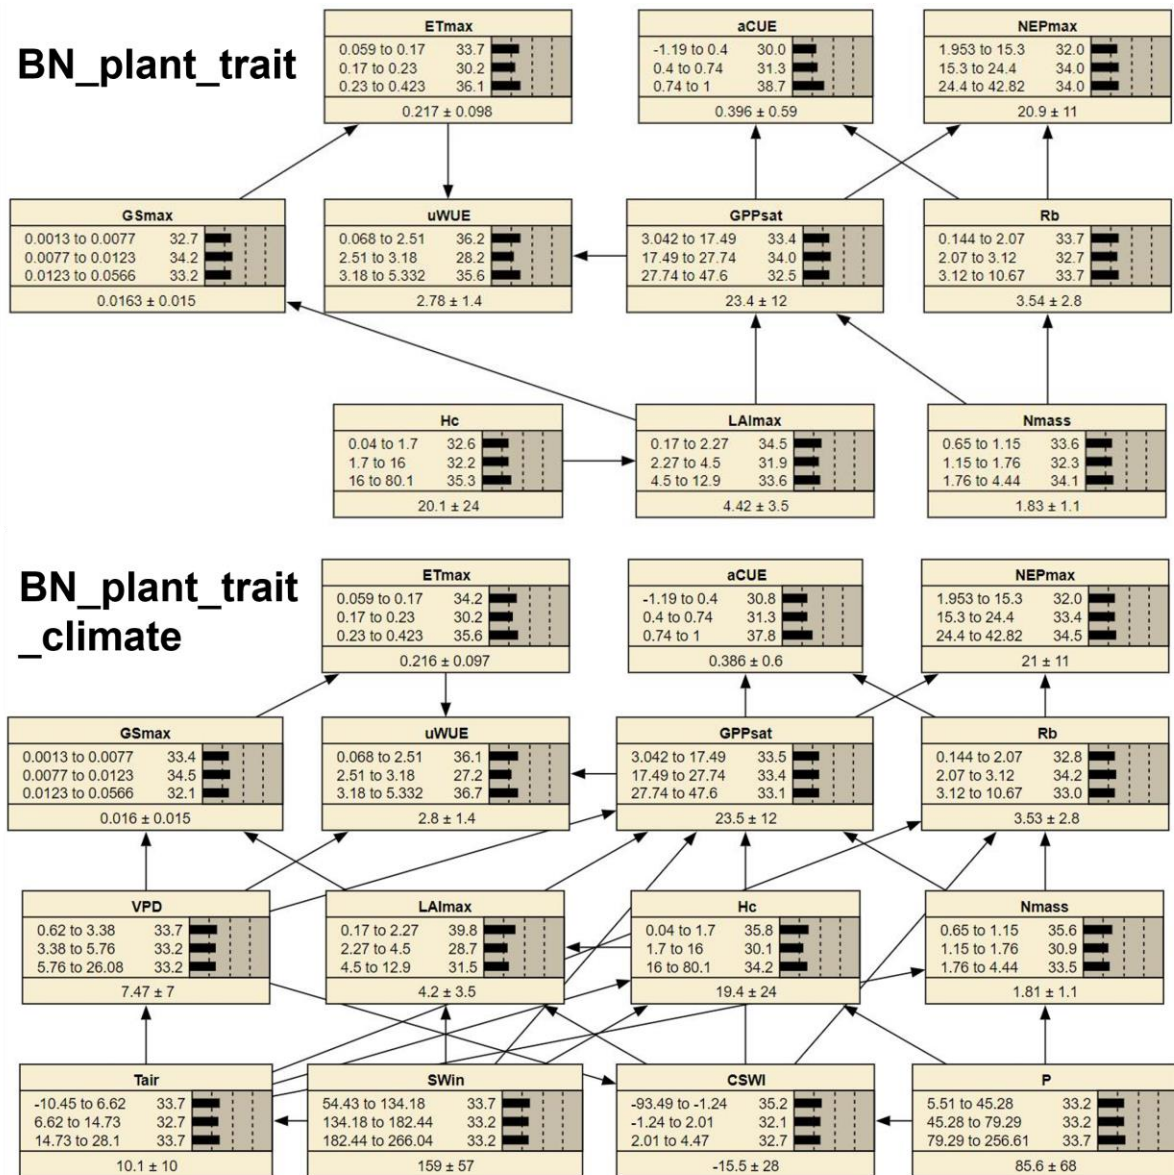 BN_plant_trait
ETmax
0.059 to 0.17 33.7
0.17 to 0.23 30.2
0.23 to 0.423 36.1
0.217 ± 0.098
aCUE
-1.19 to 0.4 30.0
0.4 to 0.74 31.3
0.74 to 1 38.7
0.396 ± 0.59
NEPmax
1.953 to 15.3 32.0
15.3 to 24.4 34.0
24.4 to 42.82 34.0
20.9 ± 11
GSmax
0.0013 to 0.0077 32.7
0.0077 to 0.0123 34.2
0.0123 to 0.0566 33.2
0.0163 ± 0.015
uWUE
0.068 to 2.51 36.2
2.51 to 3.18 28.2
3.18 to 5.332 35.6
2.78 ± 1.4
GPPsat
3.042 to 17.49 33.4
17.49 to 27.74 34.0
27.74 to 47.6 32.5
23.4 ± 12
Rb
0.144 to 2.07 33.7
2.07 to 3.12 32.7
3.12 to 10.67 33.7
3.54 ± 2.8
Hc
0.04 to 1.7 32.6
1.7 to 16 32.2
16 to 80.1 35.3
20.1 ± 24
LAImax
0.17 to 2.27 34.5
2.27 to 4.5 31.9
4.5 to 12.9 33.6
4.42 ± 3.5
Nmass
0.65 to 1.15 33.6
1.15 to 1.76 32.3
1.76 to 4.44 34.1
1.83 ± 1.1
BN_plant_trait
_climate
ETmax
0.059 to 0.17 34.2
0.17 to 0.23 30.2
0.23 to 0.423 35.6
0.216 ± 0.097
aCUE
-1.19 to 0.4 30.8
0.4 to 0.74 31.3
0.74 to 1 37.8
0.386 ± 0.6
NEPmax
1.953 to 15.3 32.0
15.3 to 24.4 33.4
24.4 to 42.82 34.5
21 ± 11
GSmax
0.0013 to 0.0077 33.4
0.0077 to 0.0123 34.5
0.0123 to 0.0566 32.1
0.016 ± 0.015
uWUE
0.068 to 2.51 36.1
2.51 to 3.18 27.2
3.18 to 5.332 36.7
2.8 ± 1.4
GPPsat
3.042 to 17.49 33.5
17.49 to 27.74 33.4
27.74 to 47.6 33.1
23.5 ± 12
Rb
0.144 to 2.07 32.8
2.07 to 3.12 34.2
3.12 to 10.67 33.0
3.53 ± 2.8
VPD
0.62 to 3.38 33.7
3.38 to 5.76 33.2
5.76 to 26.08 33.2
7.47 ± 7
LAImax
0.17 to 2.27 39.8
2.27 to 4.5 28.7
4.5 to 12.9 31.5
4.2 ± 3.5
Hc
0.04 to 1.7 35.8
1.7 to 16 30.1
16 to 80.1 34.2
19.4 ± 24
Nmass
0.65 to 1.15 35.6
1.15 to 1.76 30.9
1.76 to 4.44 33.5
1.81 ± 1.1
Tair
-10.45 to 6.62 33.7
6.62 to 14.73 32.7
14.73 to 28.1 33.7
10.1 ± 10
SWin
54.43 to 134.18 33.7
134.18 to 182.44 33.2
182.44 to 266.04 33.2
159 ± 57
CSWI
-93.49 to -1.24 35.2
-1.24 to 2.01 32.1
2.01 to 4.47 32.7
-15.5 ± 28
P
5.51 to 45.28 33.2
45.28 to 79.29 33.2
79.29 to 256.61 33.7
85.6 ± 68